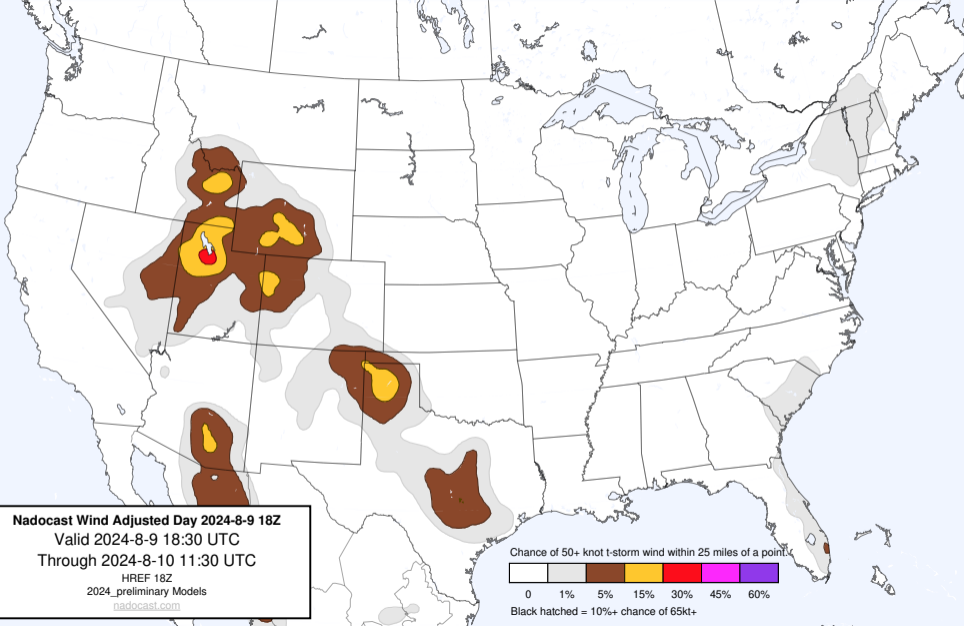 Nadocast Wind Adjusted Day 2024-8-9 18Z
Valid 2024-8-9 18:30 UTC
Through 2024-8-10 11:30 UTC
HREF 18Z
2024_preliminary Models
nadocast.com
Chance of 50+ knot t-storm wind within 25 miles of a point.
0 1% 5% 15% 30% 45% 60%
Black hatched = 10%+ chance of 65kt+